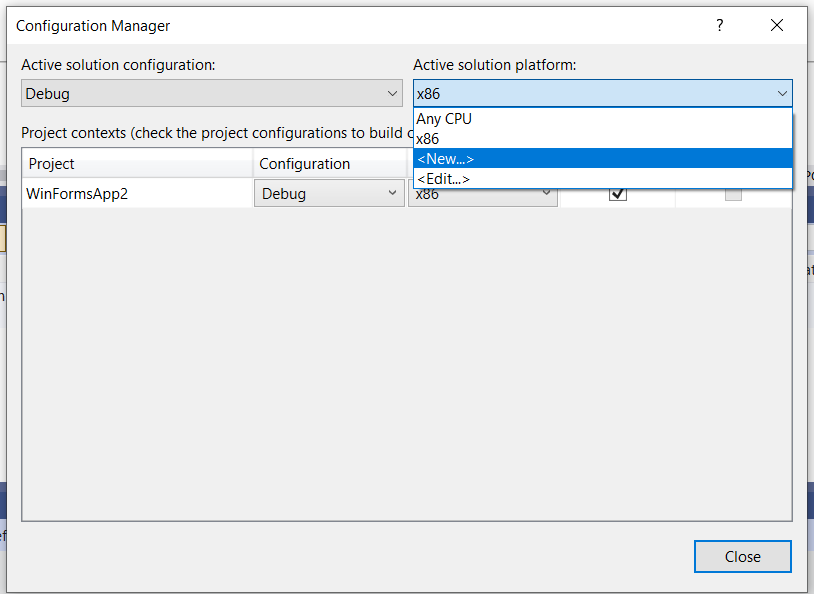 Configuration Manager
?
Active solution configuration:
Active solution platform:
Debug
x86
Any CPU
x86
<New...>
<Edit...>
Project contexts (check the project configurations to build
Project
Configuration
WinFormsApp2
Debug
x86
Close